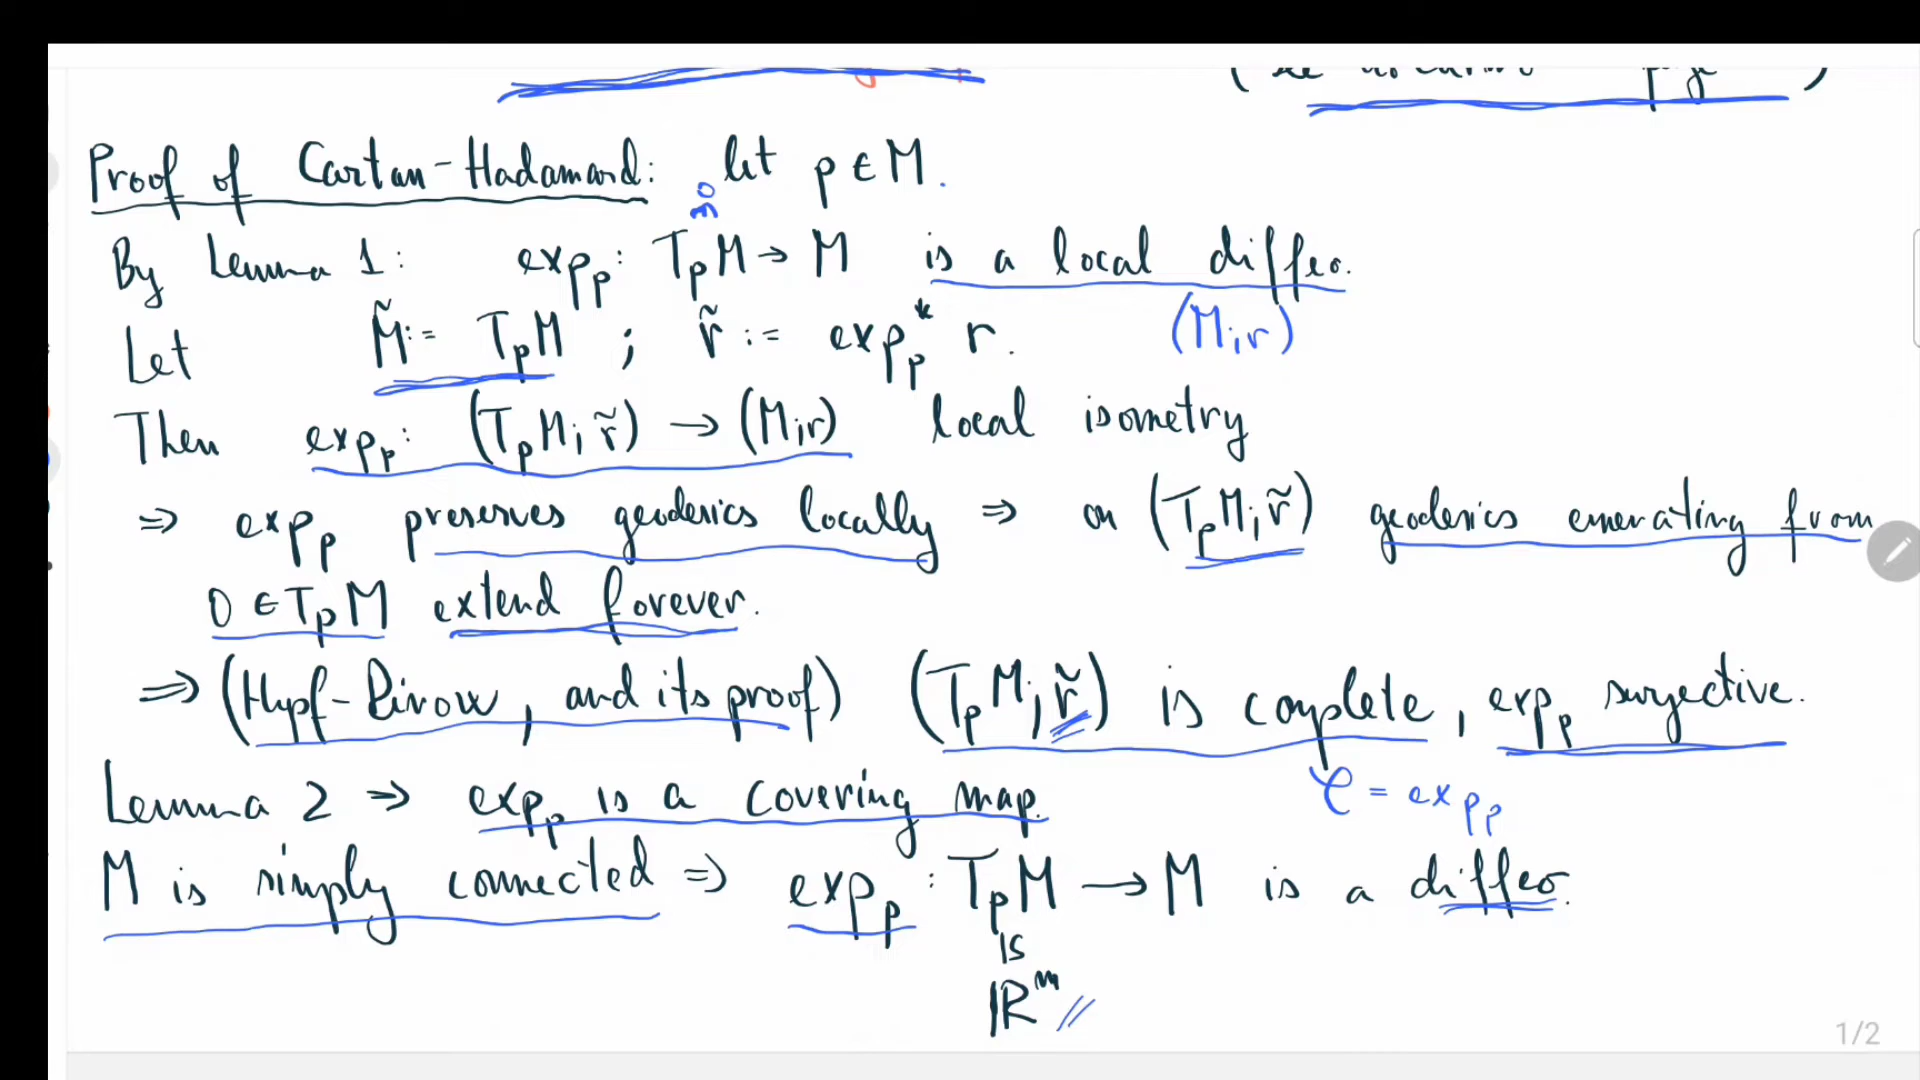 Proof of Cartan-Hadamard: let p ∈ M.
0
∋
By Lemma 1: exp_p: T_pM → M is a local diffeo.
Let M̃ := T_pM ; r̃ := exp_p^* r. (M, r)
Then exp_p: (T_pM, r̃) → (M, r) local isometry
⇒ exp_p preserves geodesics locally ⇒ on (T_pM, r̃) geodesics emenating from
0 ∈ T_pM extend forever.
⇒ (Hopf-Rinow, and its proof) (T_pM, r̃) is complete, exp_p surjective.
Lemma 2 ⇒ exp_p is a covering map. φ = exp_p
M is simply connected ⇒ exp_p : T_pM → M is a diffeo.
IS
ℝ^m //
1/2